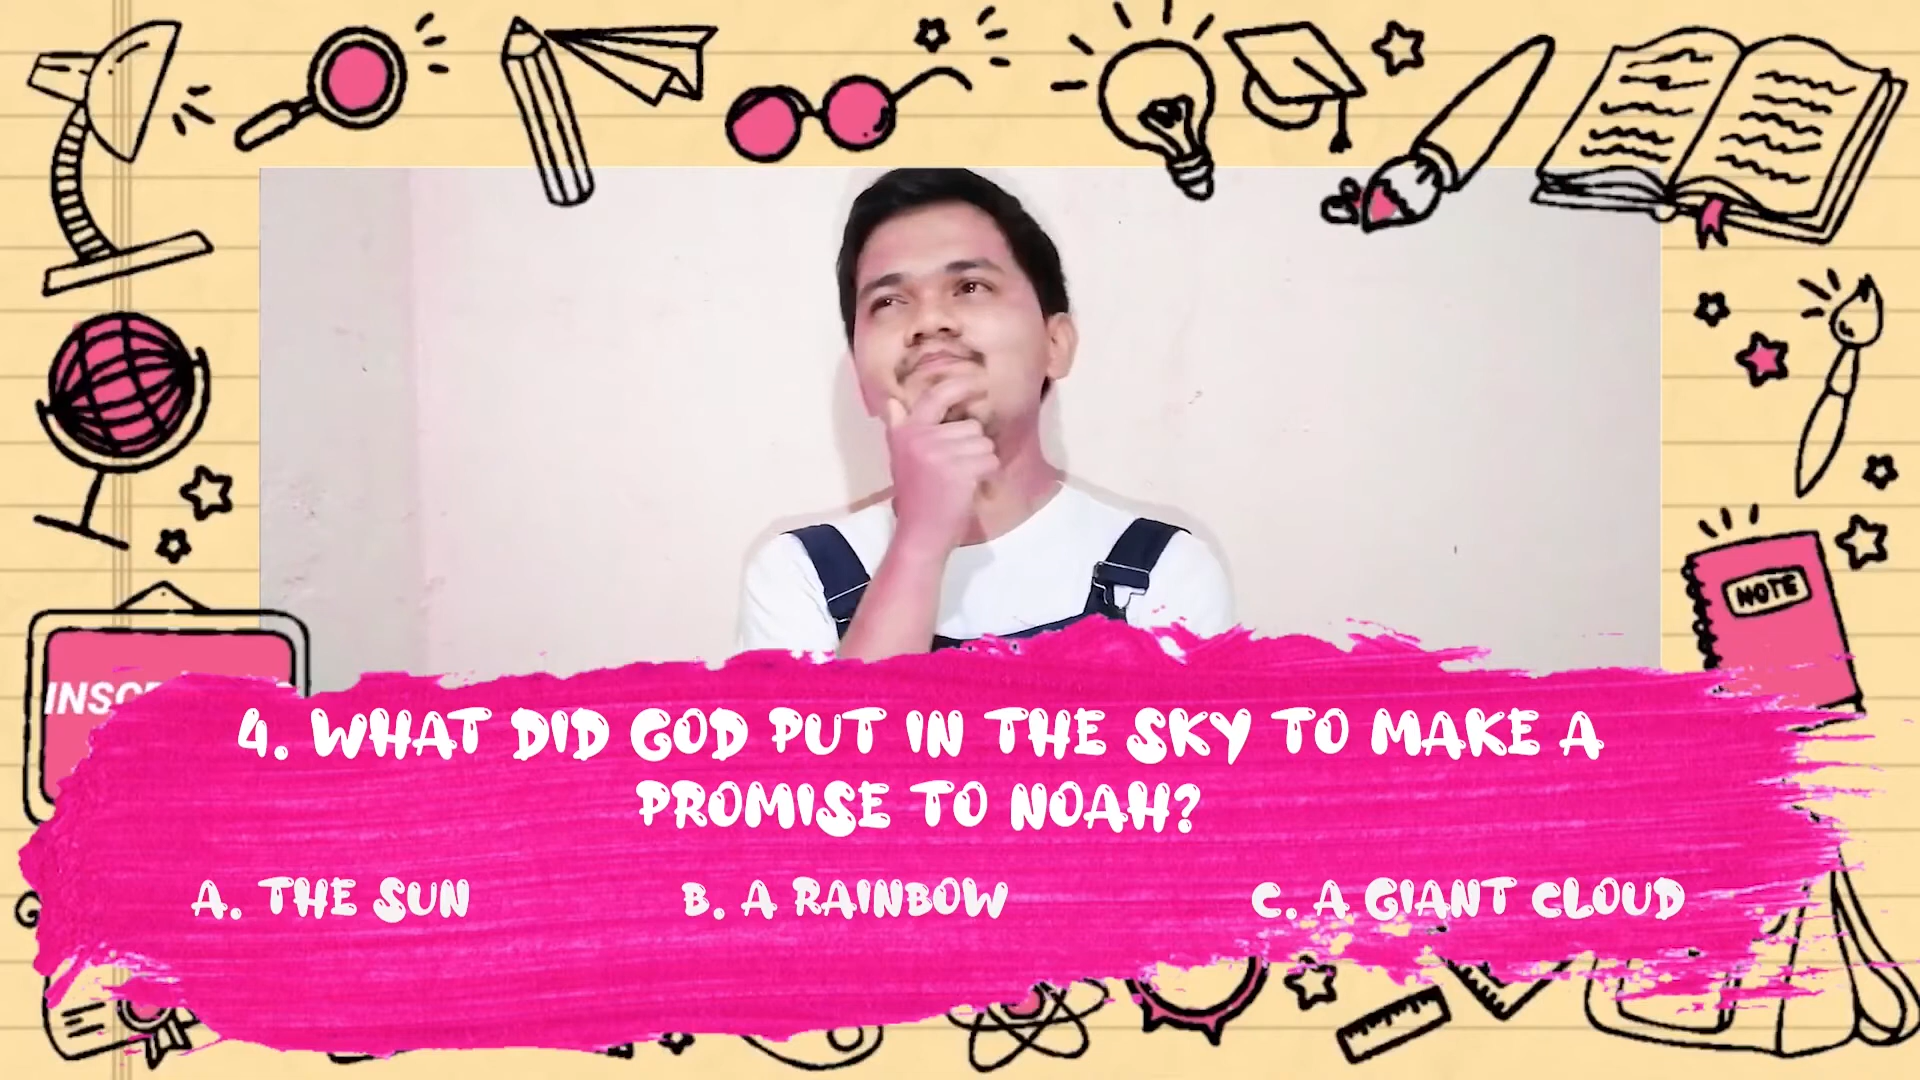 NOTE
4. WHAT DID GOD PUT IN THE SKY TO MAKE A
PROMISE TO NOAH?
A. THE SUN
B. A RAINBOW
C. A GIANT CLOUD